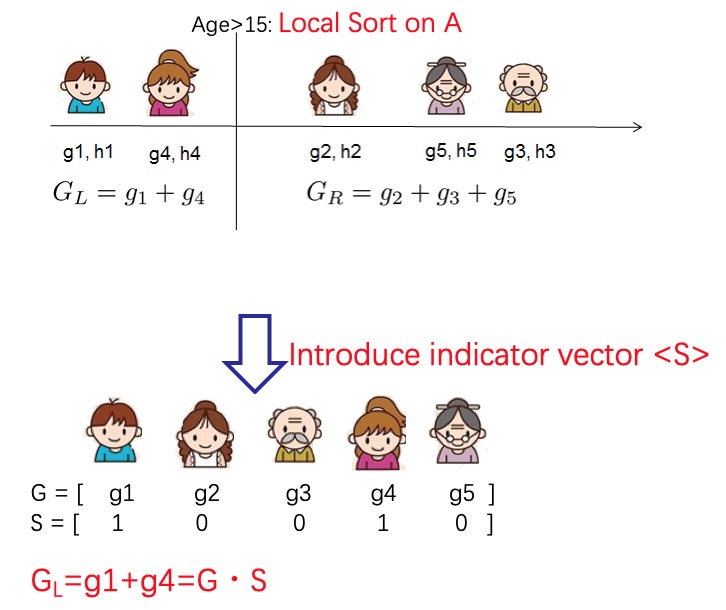 Age>15: Local Sort on A
g1, h1 g4, h4 g2, h2 g5, h5 g3, h3
G_L = g_1 + g_4 G_R = g_2 + g_3 + g_5
Introduce indicator vector <S>
G = [ g1 g2 g3 g4 g5 ]
S = [ 1 0 0 1 0 ]
G_L=g1+g4=G · S